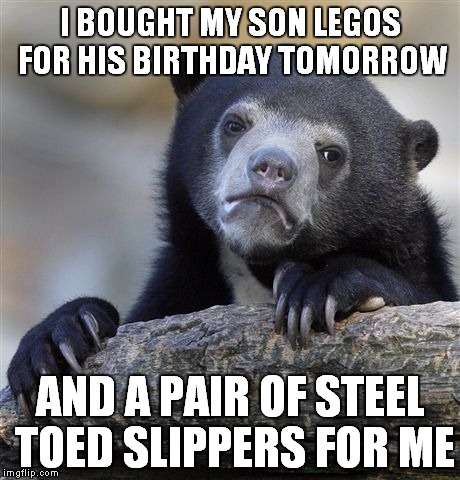 I BOUGHT MY SON LEGOS
FOR HIS BIRTHDAY TOMORROW
AND A PAIR OF STEEL
TOED SLIPPERS FOR ME
imgflip.com